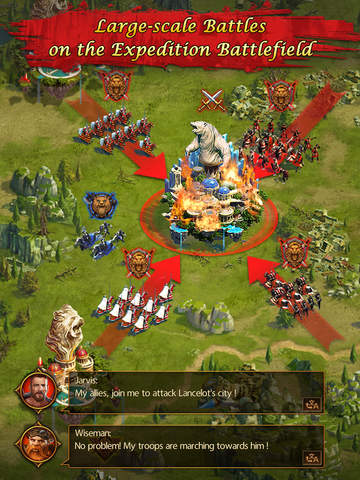 Large-scale Battles
on the Expedition Battlefield
Jarvis:
My alies, join me to attack Lancelot's city !
Wiseman:
No problem! My troops are marching towards him !